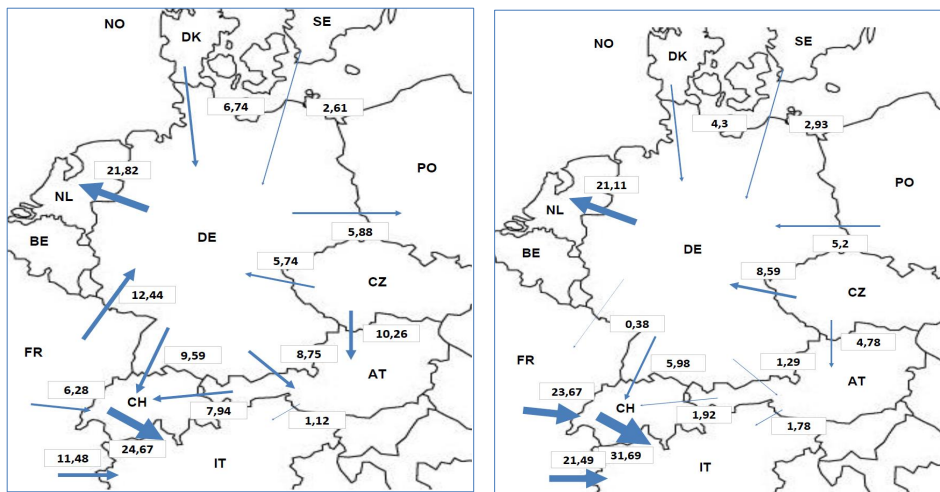 NO
SE
DK
6,74
2,61
21,82
NL
PO
BE
DE
5,88
5,74
CZ
12,44
10,26
FR
9,59
8,75
AT
6,28
CH
7,94
1,12
24,67
11,48
IT
NO
SE
DK
4,3
2,93
21,11
NL
PO
BE
DE
5,2
8,59
CZ
0,38
4,78
FR
5,98
1,29
AT
23,67
CH
1,92
1,78
31,69
21,49
IT